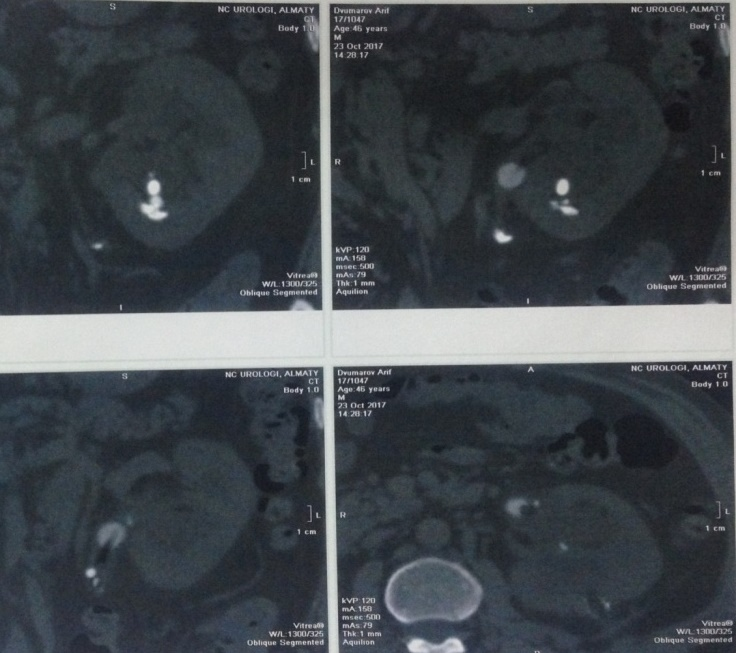 S
NC UROLOGI, ALMATY
CT
Body 1.0
L
1 cm
Vitrea®
W/L:1300/325
Oblique Segmented
I
Dvumarov Arif
17/1047
Age:46 years
M
23 Oct 2017
14:28:17
S
NC UROLOGI, ALMATY
CT
Body 1.0
R
L
1 cm
kVP:120
mA:158
msec:500
mAs:79
Thk:1 mm
Aquilion
Vitrea®
W/L:1300/325
Oblique Segmented
I
S
NC UROLOGI, ALMATY
CT
Body 1.0
L
1 cm
Vitrea®
W/L:1300/325
Oblique Segmented
Dvumarov Arif
17/1047
Age:46 years
M
23 Oct 2017
14:28:17
A
NC UROLOGI, ALMATY
CT
Body 1.0
R
L
1 cm
kVP:120
mA:158
msec:500
mAs:79
Thk:1 mm
Aquilion
Vitrea®
W/L:1300/325
Oblique Segmented